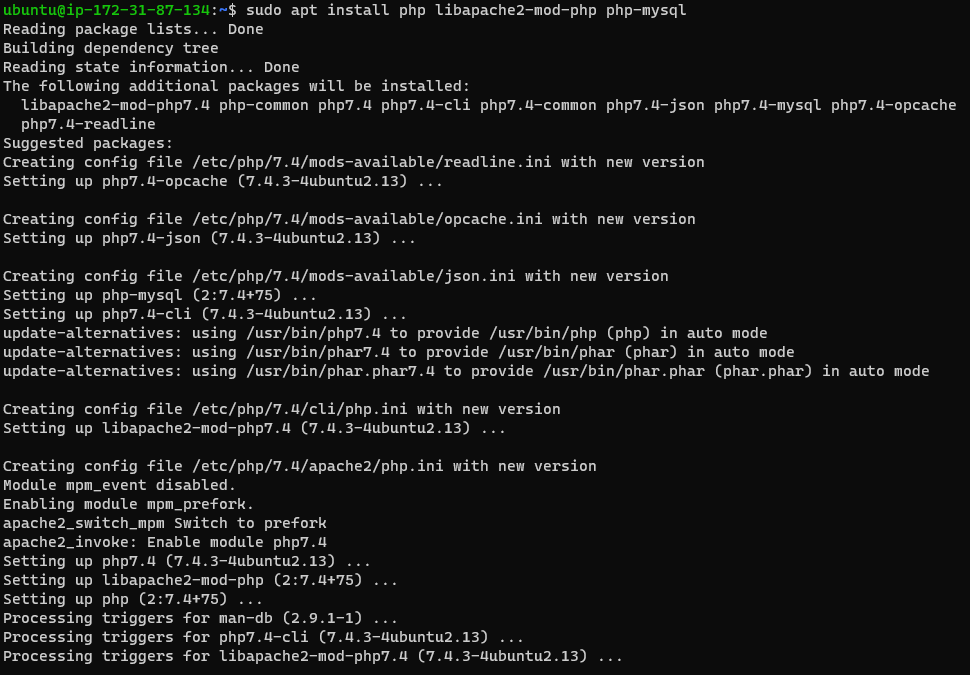 ubuntu@ip-172-31-87-134:~$ sudo apt install php libapache2-mod-php php-mysql
Reading package lists... Done
Building dependency tree
Reading state information... Done
The following additional packages will be installed:
  libapache2-mod-php7.4 php-common php7.4 php7.4-cli php7.4-common php7.4-json php7.4-mysql php7.4-opcache
  php7.4-readline
Suggested packages:
Creating config file /etc/php/7.4/mods-available/readline.ini with new version
Setting up php7.4-opcache (7.4.3-4ubuntu2.13) ...

Creating config file /etc/php/7.4/mods-available/opcache.ini with new version
Setting up php7.4-json (7.4.3-4ubuntu2.13) ...

Creating config file /etc/php/7.4/mods-available/json.ini with new version
Setting up php-mysql (2:7.4+75) ...
Setting up php7.4-cli (7.4.3-4ubuntu2.13) ...
update-alternatives: using /usr/bin/php7.4 to provide /usr/bin/php (php) in auto mode
update-alternatives: using /usr/bin/phar7.4 to provide /usr/bin/phar (phar) in auto mode
update-alternatives: using /usr/bin/phar.phar7.4 to provide /usr/bin/phar.phar (phar.phar) in auto mode

Creating config file /etc/php/7.4/cli/php.ini with new version
Setting up libapache2-mod-php7.4 (7.4.3-4ubuntu2.13) ...

Creating config file /etc/php/7.4/apache2/php.ini with new version
Module mpm_event disabled.
Enabling module mpm_prefork.
apache2_switch_mpm Switch to prefork
apache2_invoke: Enable module php7.4
Setting up php7.4 (7.4.3-4ubuntu2.13) ...
Setting up libapache2-mod-php (2:7.4+75) ...
Setting up php (2:7.4+75) ...
Processing triggers for man-db (2.9.1-1) ...
Processing triggers for php7.4-cli (7.4.3-4ubuntu2.13) ...
Processing triggers for libapache2-mod-php7.4 (7.4.3-4ubuntu2.13) ...